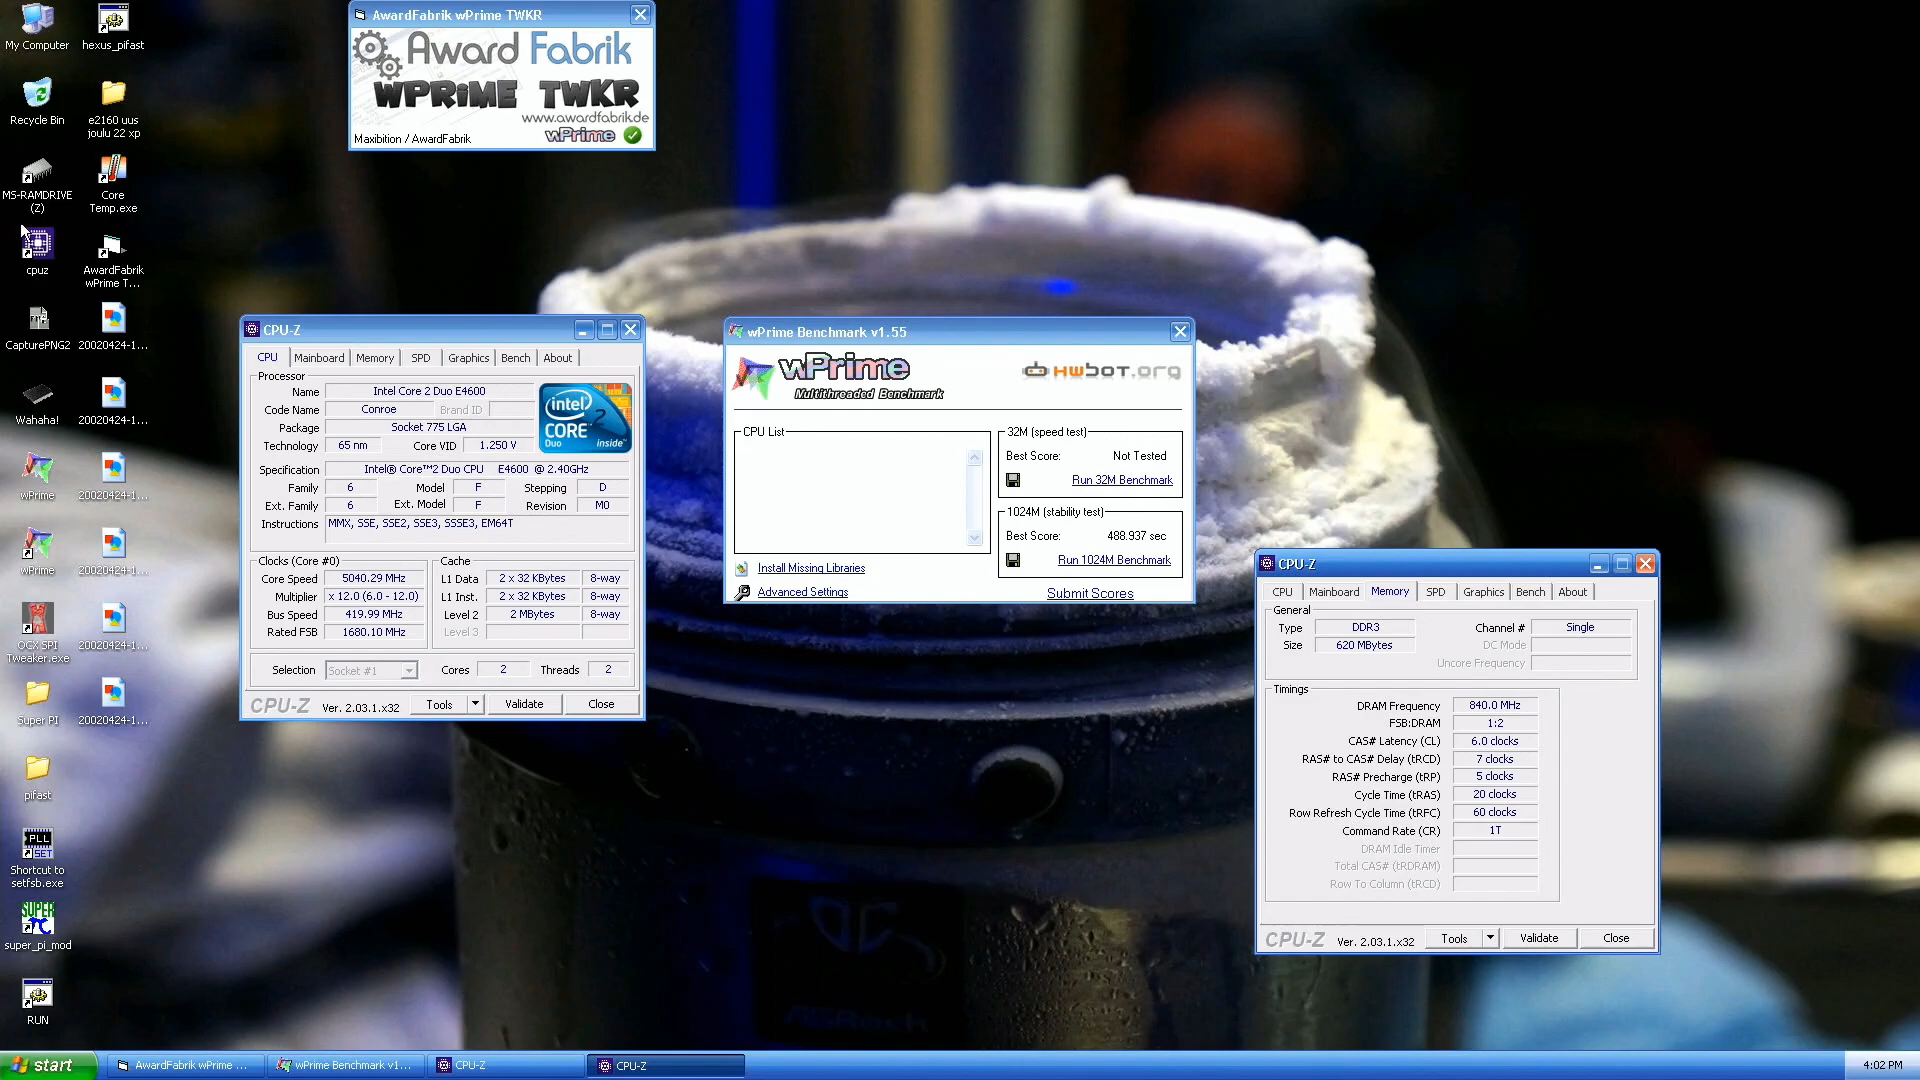 My Computer
hexus_pifast
Recycle Bin
e2160 uus
joulu 22 xp
MS-RAMDRIVE
(Z)
Core
Temp.exe
cpuz
AwardFabrik
wPrime T...
CapturePNG2
20020424-1...
Wahaha!
20020424-1...
wPrime
20020424-1...
wPrime
20020424-1...
OCX SPI
Tweaker.exe
20020424-1...
Super PI
20020424-1...
pifast
PLL
SET
Shortcut to
setfsb.exe
SUPER
super_pi_mod
RUN
AwardFabrik wPrime TWKR
Award Fabrik
WPRiME TWKR
www.awardfabrik.de
Maxibition / AwardFabrik
wPrime
CPU-Z
CPU Mainboard Memory SPD Graphics Bench About
Processor
Name Intel Core 2 Duo E4600
Code Name Conroe Brand ID
Package Socket 775 LGA
Technology 65 nm Core VID 1.250 V
intel
CORE 2
Duo inside™
Specification Intel® Core™2 Duo CPU E4600 @ 2.40GHz
Family 6 Model F Stepping D
Ext. Family 6 Ext. Model F Revision M0
Instructions MMX, SSE, SSE2, SSE3, SSSE3, EM64T
Clocks (Core #0)
Core Speed 5040.29 MHz
Multiplier x 12.0 (6.0 - 12.0)
Bus Speed 419.99 MHz
Rated FSB 1680.10 MHz
Cache
L1 Data 2 x 32 KBytes 8-way
L1 Inst. 2 x 32 KBytes 8-way
Level 2 2 MBytes 8-way
Level 3
Selection Socket #1 Cores 2 Threads 2
CPU-Z Ver. 2.03.1.x32 Tools Validate Close
wPrime Benchmark v1.55
wPrime
Multithreaded Benchmark
HWBOT.ORG
CPU List
32M (speed test)
Best Score: Not Tested
Run 32M Benchmark
1024M (stability test)
Best Score: 488.937 sec
Run 1024M Benchmark
Install Missing Libraries
Advanced Settings
Submit Scores
CPU-Z
CPU Mainboard Memory SPD Graphics Bench About
General
Type DDR3 Channel # Single
Size 620 MBytes DC Mode
Uncore Frequency
Timings
DRAM Frequency 840.0 MHz
FSB:DRAM 1:2
CAS# Latency (CL) 6.0 clocks
RAS# to CAS# Delay (tRCD) 7 clocks
RAS# Precharge (tRP) 5 clocks
Cycle Time (tRAS) 20 clocks
Row Refresh Cycle Time (tRFC) 60 clocks
Command Rate (CR) 1T
DRAM Idle Timer
Total CAS# (tRDRAM)
Row To Column (tRCD)
CPU-Z Ver. 2.03.1.x32 Tools Validate Close
start
AwardFabrik wPrime ...
wPrime Benchmark v1...
CPU-Z
CPU-Z
4:02 PM